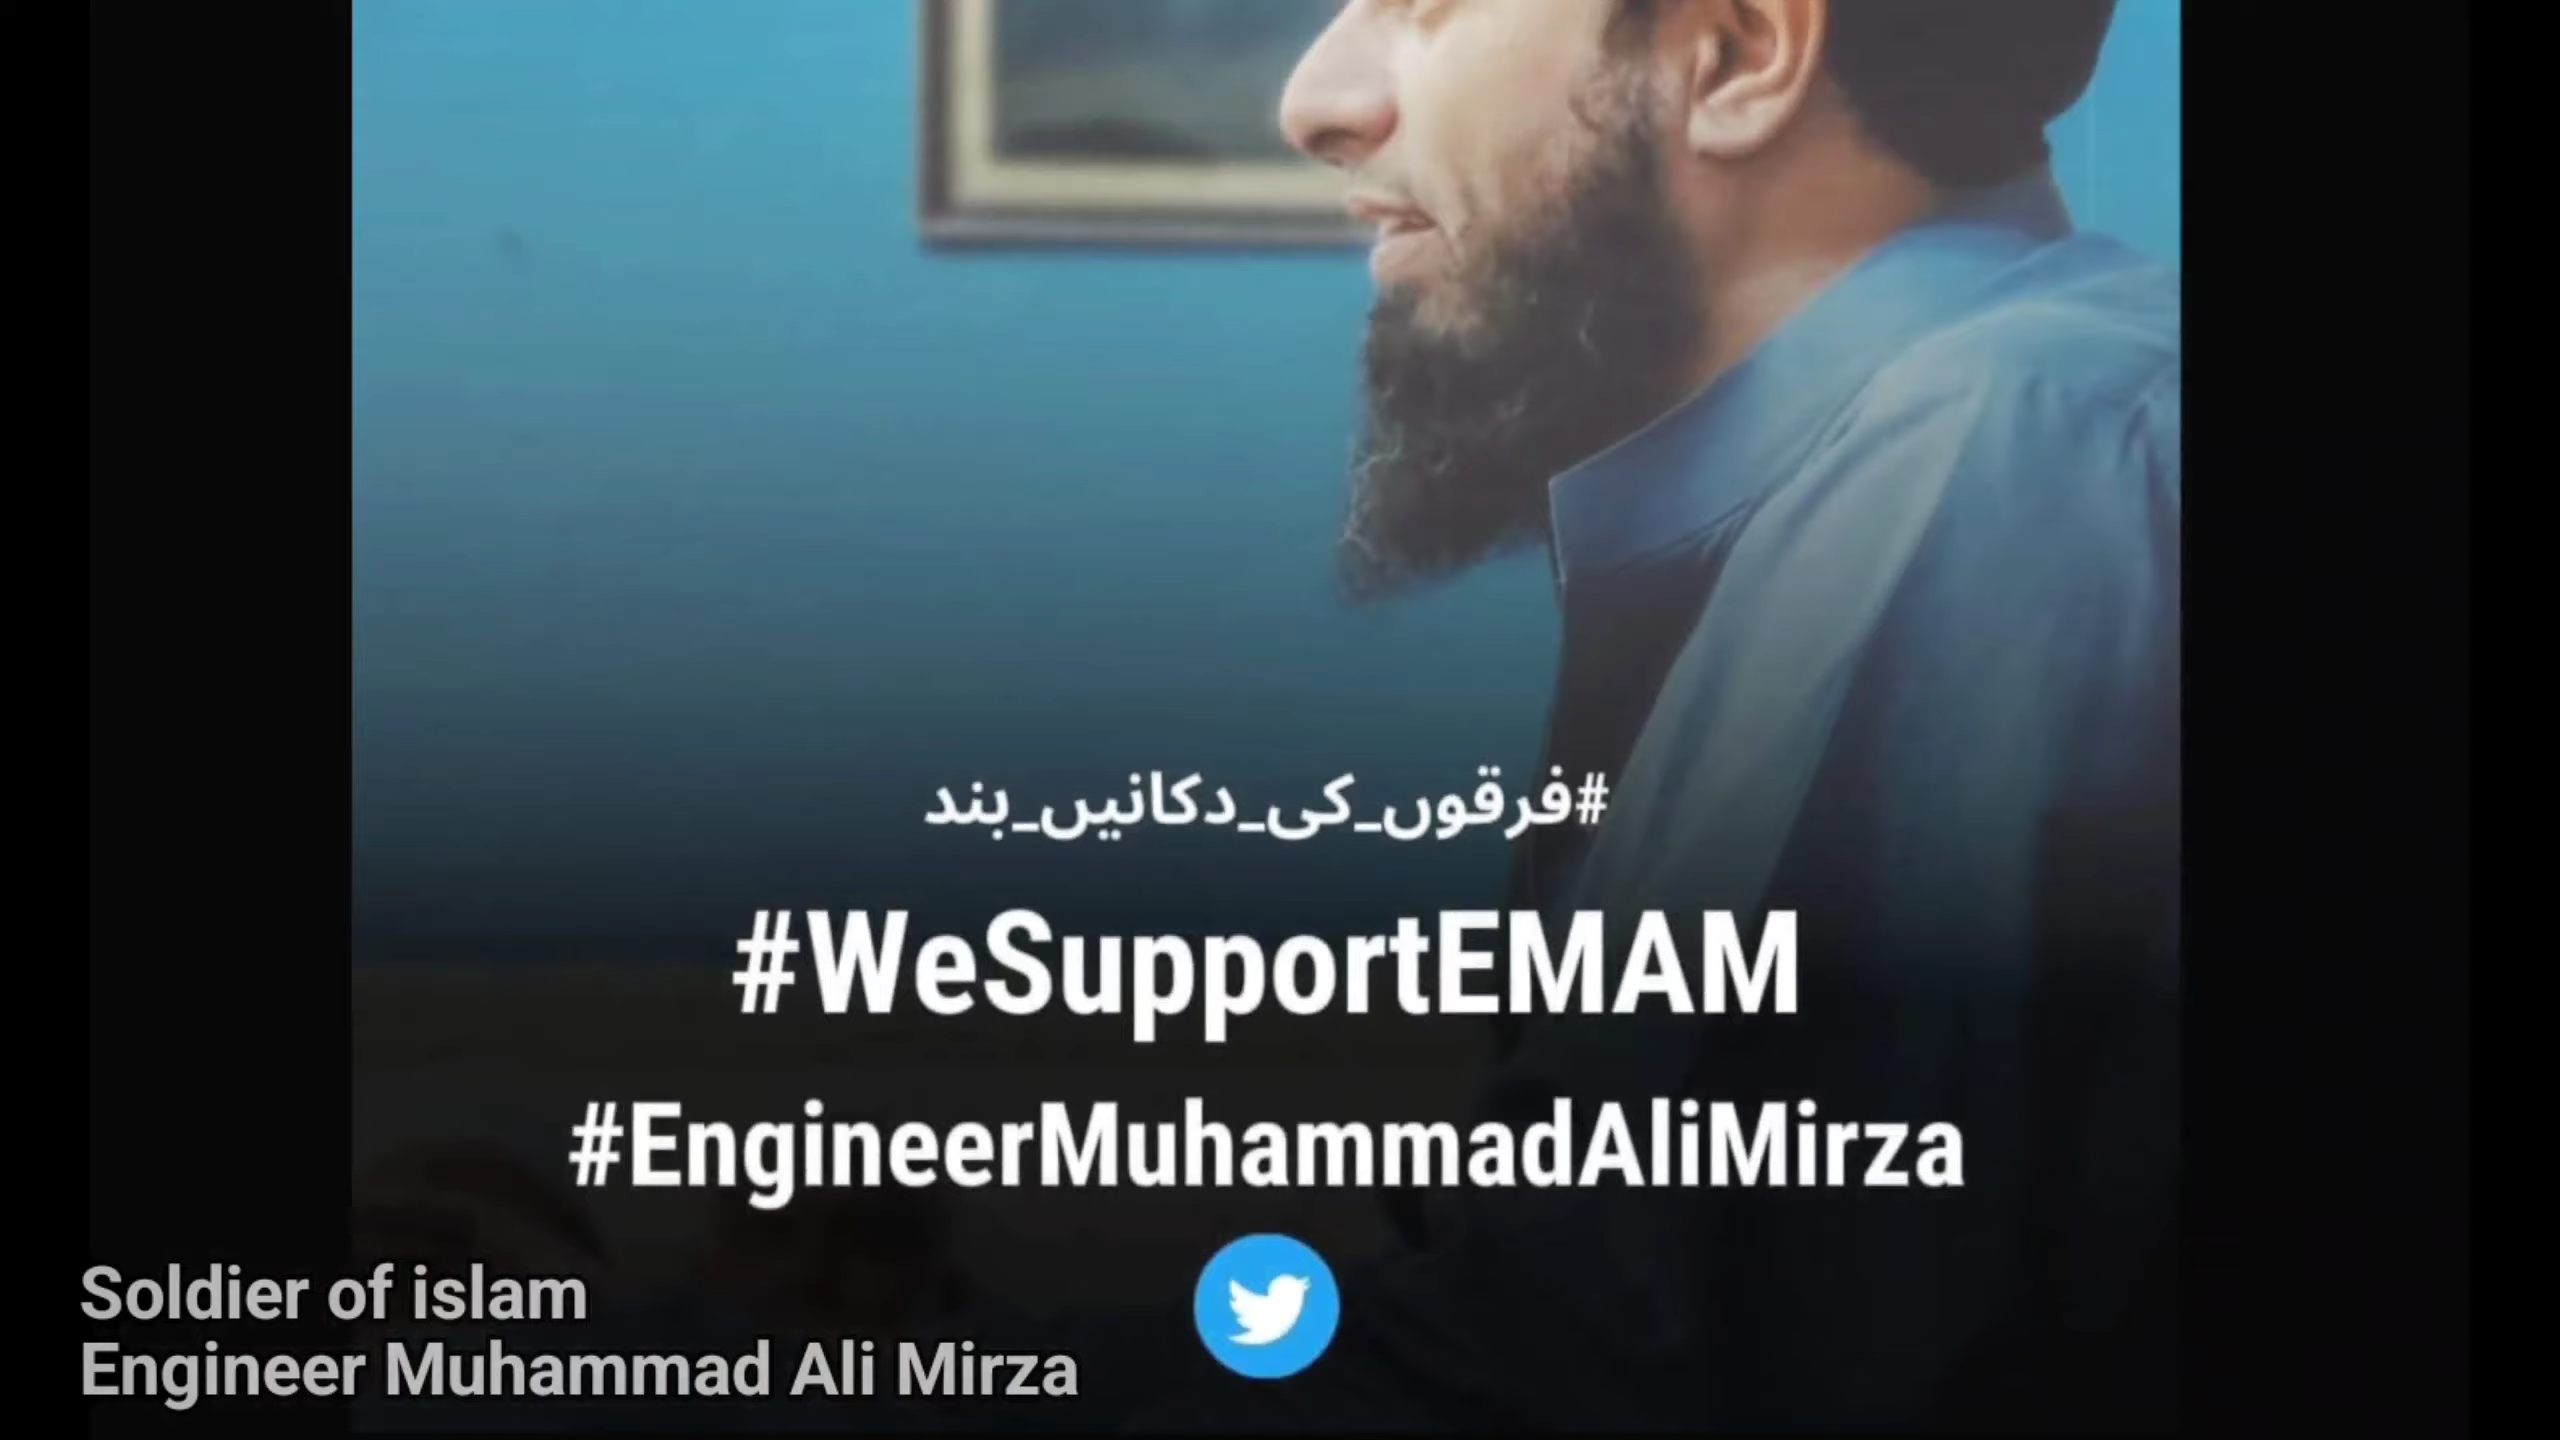 #فرقوں_کی_دکانیں_بند
#WeSupportEMAM
#EngineerMuhammadAliMirza
Soldier of islam
Engineer Muhammad Ali Mirza